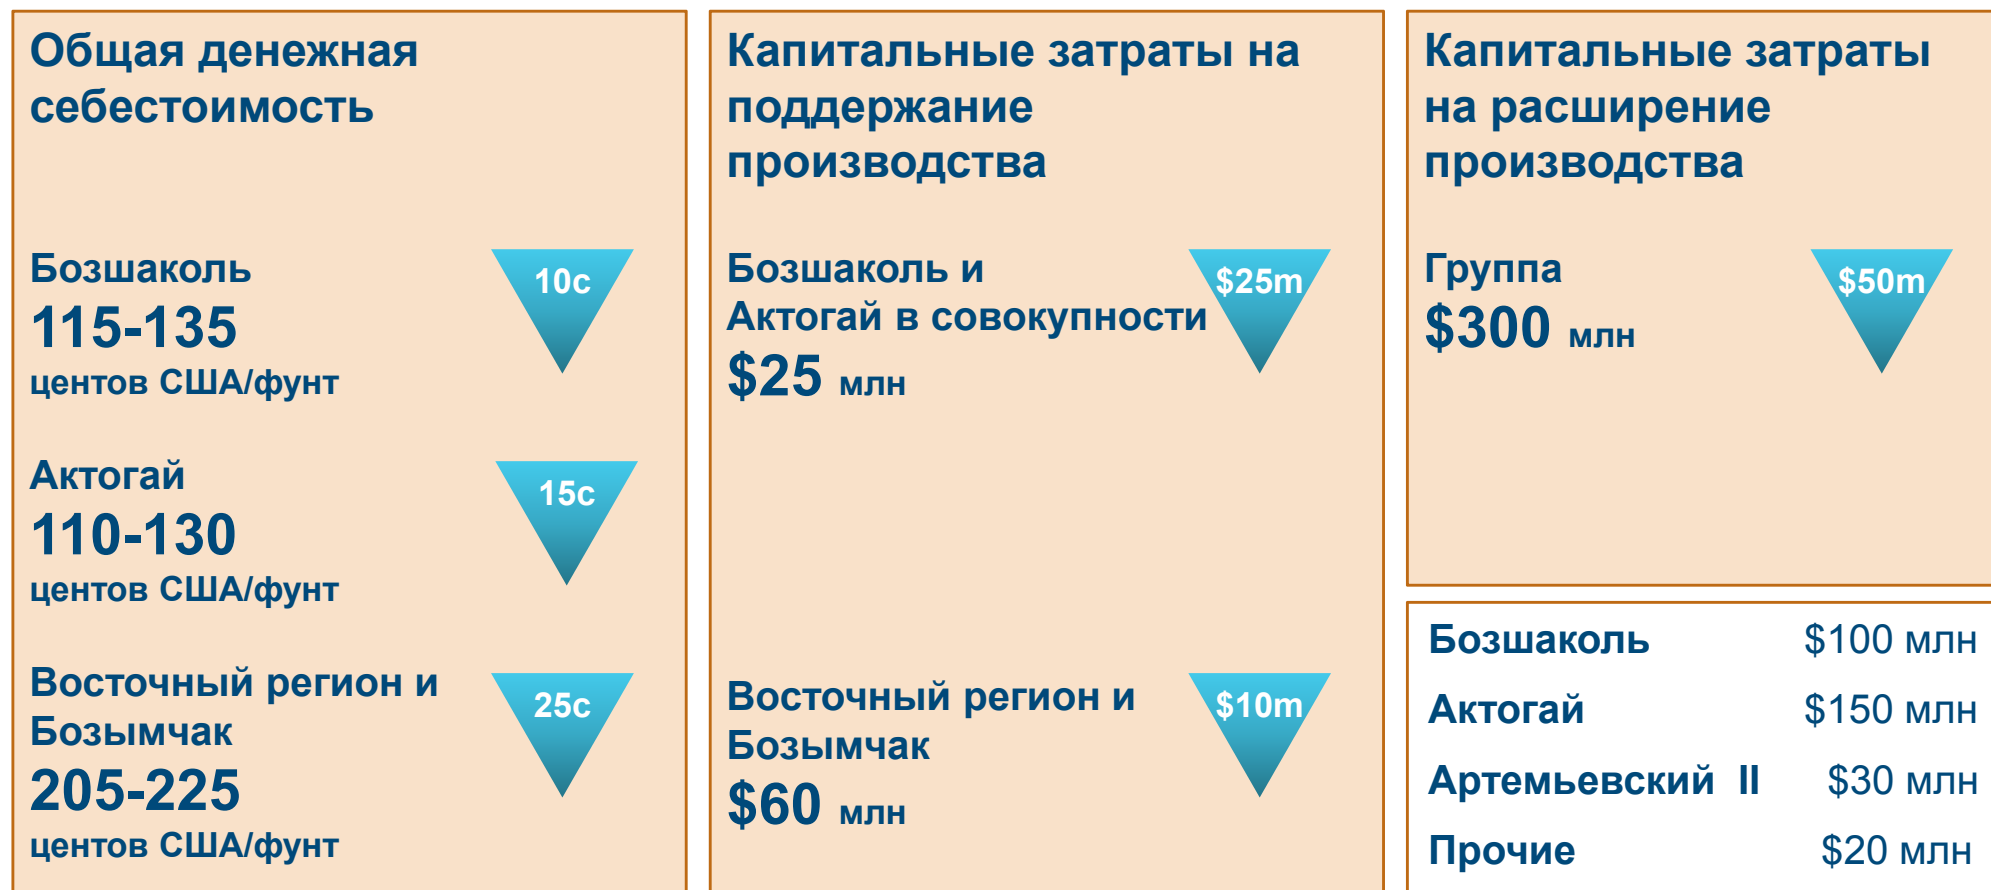 Общая денежная
себестоимость
Бозшаколь
10c
115-135
центов США/фунт
Актогай
15c
110-130
центов США/фунт
Восточный регион и
Бозымчак
25c
205-225
центов США/фунт
Капитальные затраты на
поддержание
производства
Бозшаколь и
$25m
Актогай в совокупности
$25 млн
Восточный регион и
$10m
Бозымчак
$60 млн
Капитальные затраты
на расширение
производства
Группа
$50m
$300 млн
Бозшаколь $100 млн
Актогай $150 млн
Артемьевский II $30 млн
Прочие $20 млн